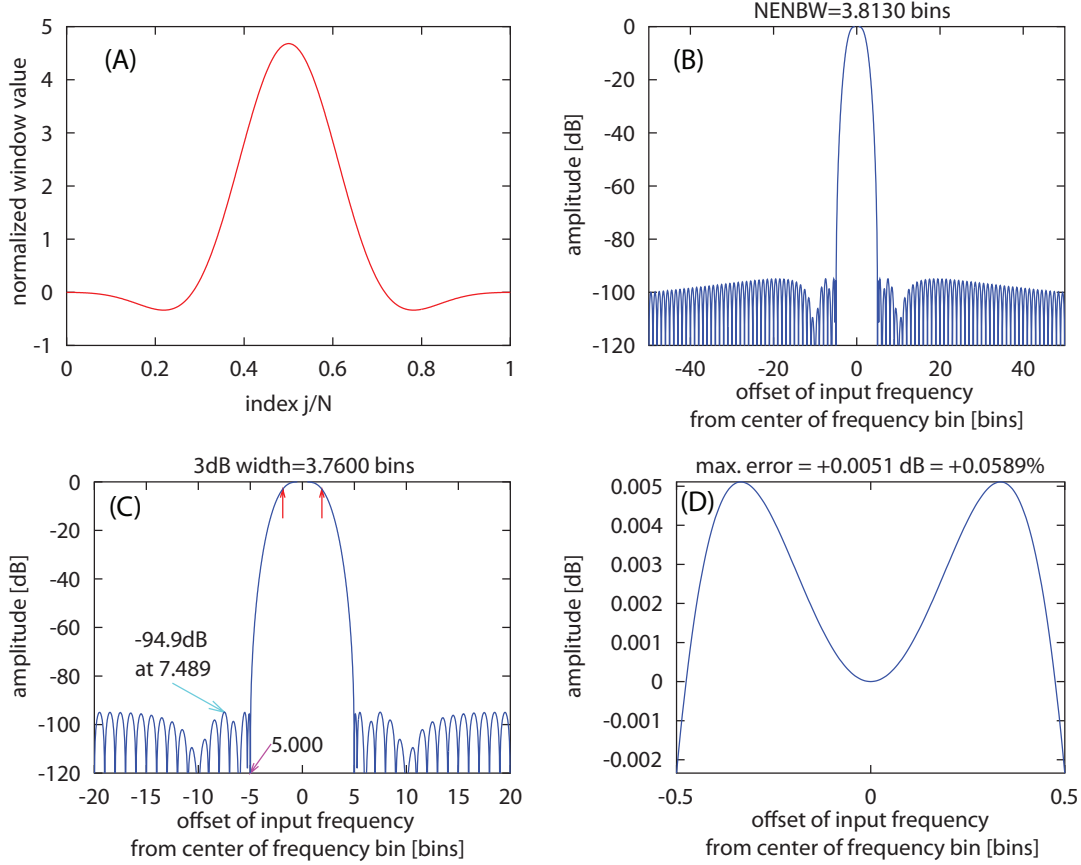 (A)
normalized window value
5
4
3
2
1
0
-1
0 0.2 0.4 0.6 0.8 1
index j/N
NENBW=3.8130 bins
(B)
amplitude [dB]
0
-20
-40
-60
-80
-100
-120
-40 -20 0 20 40
offset of input frequency
from center of frequency bin [bins]
3dB width=3.7600 bins
(C)
amplitude [dB]
0
-20
-40
-60
-80
-100
-120
-94.9dB
at 7.489
5.000
-20 -15 -10 -5 0 5 10 15 20
offset of input frequency
from center of frequency bin [bins]
max. error = +0.0051 dB = +0.0589%
(D)
amplitude [dB]
0.005
0.004
0.003
0.002
0.001
0
-0.001
-0.002
-0.5 0 0.5
offset of input frequency
from center of frequency bin [bins]